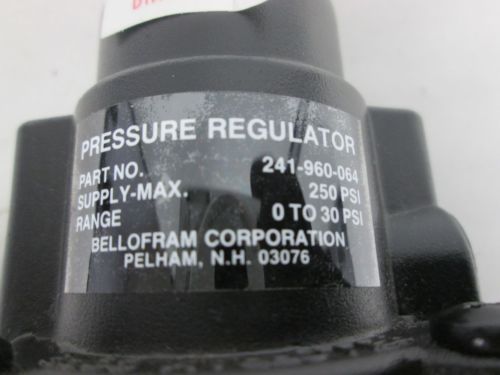 PRESSURE REGULATOR
PART NO. 241-960-064
SUPPLY-MAX. 250 PSI
RANGE 0 TO 30 PSI
BELLOFRAM CORPORATION
PELHAM, N.H. 03076